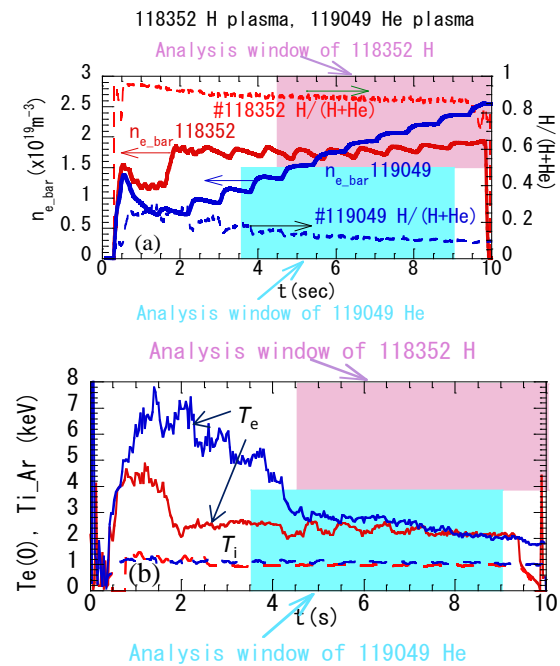 118352 H plasma, 119049 He plasma
Analysis window of 118352 H
3
2.5
2
1.5
1
0.5
0
n_e_bar (x10^19 m^-3)
1
0.8
0.6
0.4
0.2
0
H/(H+He)
#118352 H/(H+He)
n_e_bar 118352
n_e_bar 119049
#119049 H/(H+He)
(a)
0 2 4 6 8 10
t(sec)
Analysis window of 119049 He
Analysis window of 118352 H
8
7
6
5
4
3
2
1
0
Te(0), Ti_Ar (keV)
T_e
T_i
(b)
0 2 4 6 8 10
t(s)
Analysis window of 119049 He